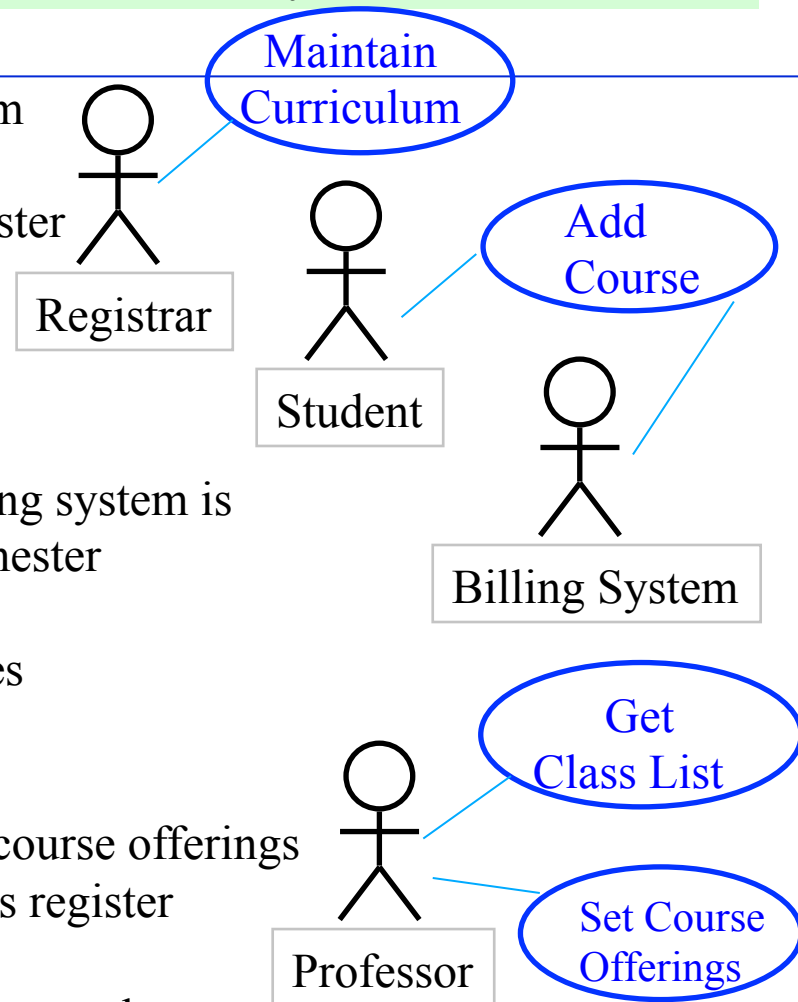 Maintain
Curriculum
m
ster
Registrar
Add
Course
Student
ng system is
nester
Billing System
es
Get
Class List
course offerings
s register
Set Course
Offerings
Professor